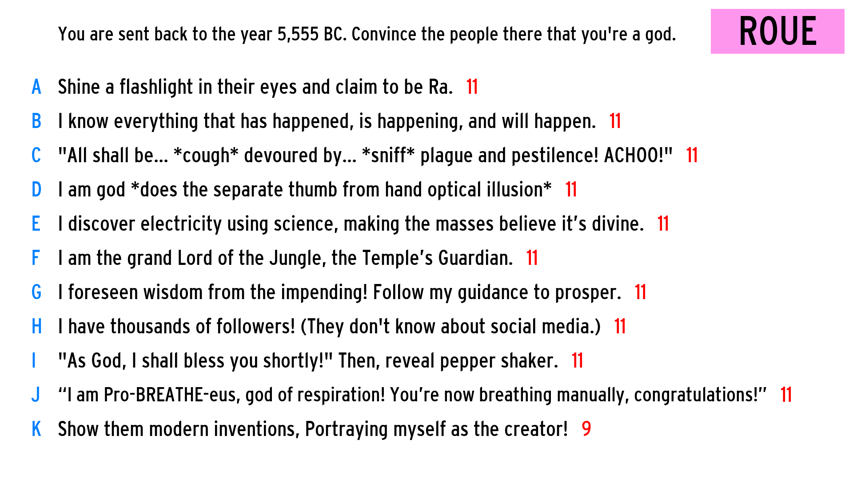 You are sent back to the year 5,555 BC. Convince the people there that you're a god.
ROUE
A Shine a flashlight in their eyes and claim to be Ra. 11
B I know everything that has happened, is happening, and will happen. 11
C "All shall be... *cough* devoured by... *sniff* plague and pestilence! ACHOO!" 11
D I am god *does the separate thumb from hand optical illusion* 11
E I discover electricity using science, making the masses believe it’s divine. 11
F I am the grand Lord of the Jungle, the Temple’s Guardian. 11
G I foreseen wisdom from the impending! Follow my guidance to prosper. 11
H I have thousands of followers! (They don't know about social media.) 11
I "As God, I shall bless you shortly!" Then, reveal pepper shaker. 11
J “I am Pro-BREATHE-eus, god of respiration! You’re now breathing manually, congratulations!” 11
K Show them modern inventions, Portraying myself as the creator! 9